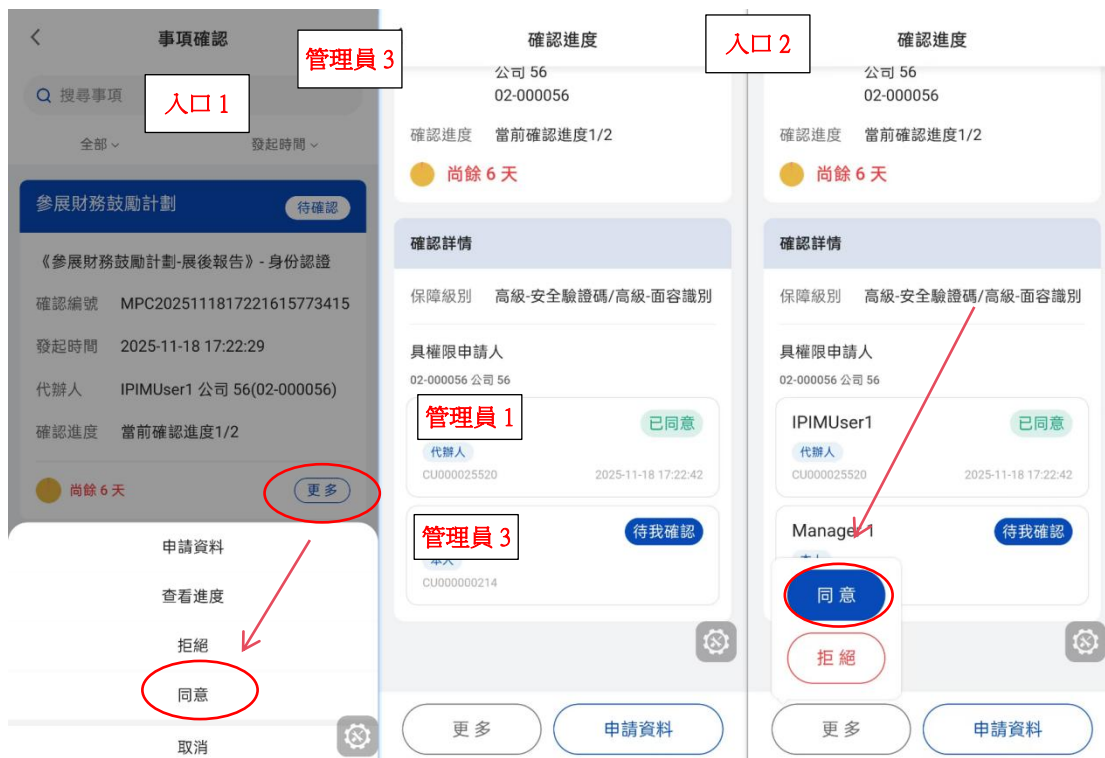 事項確認
搜尋事項
入口 1
全部
發起時間
參展財務鼓勵計劃
待確認
《參展財務鼓勵計劃-展後報告》- 身份認證
確認編號 MPC2025111817221615773415
發起時間 2025-11-18 17:22:29
代辦人 IPIMUser1 公司 56(02-000056)
確認進度 當前確認進度1/2
尚餘 6 天
更多
申請資料
查看進度
拒絕
同意
取消
管理員 3
確認進度
公司 56
02-000056
確認進度 當前確認進度1/2
尚餘 6 天
確認詳情
保障級別 高級-安全驗證碼/高級-面容識別
具權限申請人
02-000056 公司 56
管理員 1
已同意
代辦人
CU000025520 2025-11-18 17:22:42
管理員 3
待我確認
本人
CU000000214
更多
申請資料
入口 2
確認進度
公司 56
02-000056
確認進度 當前確認進度1/2
尚餘 6 天
確認詳情
保障級別 高級-安全驗證碼/高級-面容識別
具權限申請人
02-000056 公司 56
IPIMUser1
已同意
代辦人
CU000025520 2025-11-18 17:22:42
Manager1
待我確認
同意
拒絕
更多
申請資料